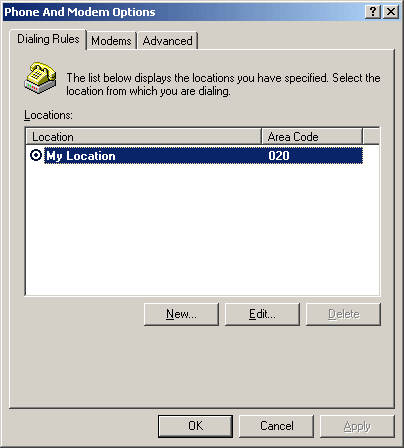 Phone And Modem Options
Dialing Rules Modems Advanced
The list below displays the locations you have specified. Select the
location from which you are dialing.
Locations:
Location Area Code
My Location 020
New... Edit... Delete
OK Cancel Apply